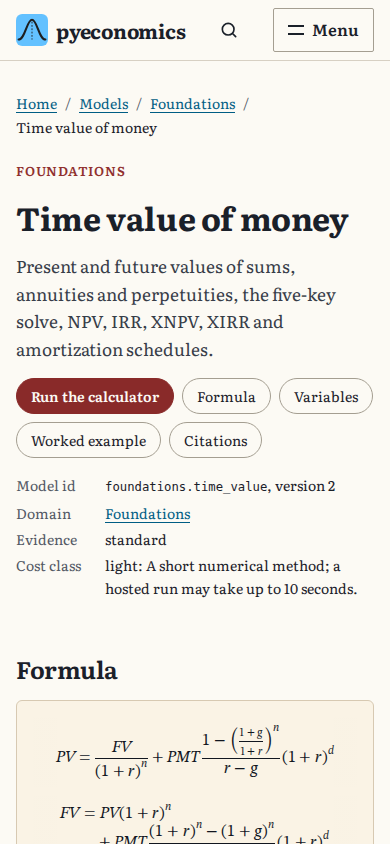 pyeconomics
Menu
Home / Models / Foundations /
Time value of money
FOUNDATIONS
Time value of money
Present and future values of sums,
annuities and perpetuities, the five-key
solve, NPV, IRR, XNPV, XIRR and
amortization schedules.
Run the calculator Formula Variables
Worked example Citations
Model id foundations.time_value, version 2
Domain Foundations
Evidence standard
Cost class light: A short numerical method; a
hosted run may take up to 10 seconds.
Formula
PV = FV/(1 + r)^n + PMT (1 − ((1 + g)/(1 + r))^n)/(r − g) (1 + r)^d
FV = PV(1 + r)^n
+ PMT ((1 + r)^n − (1 + g)^n) (1 + r)^d